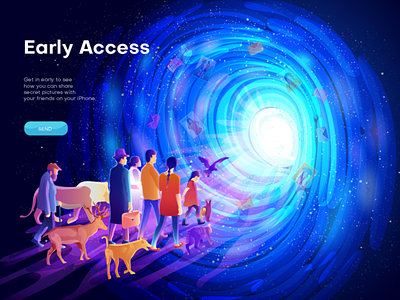 Early Access
Get in early to see
how you can share
secret pictures with
your friends on your iPhone.
SEND